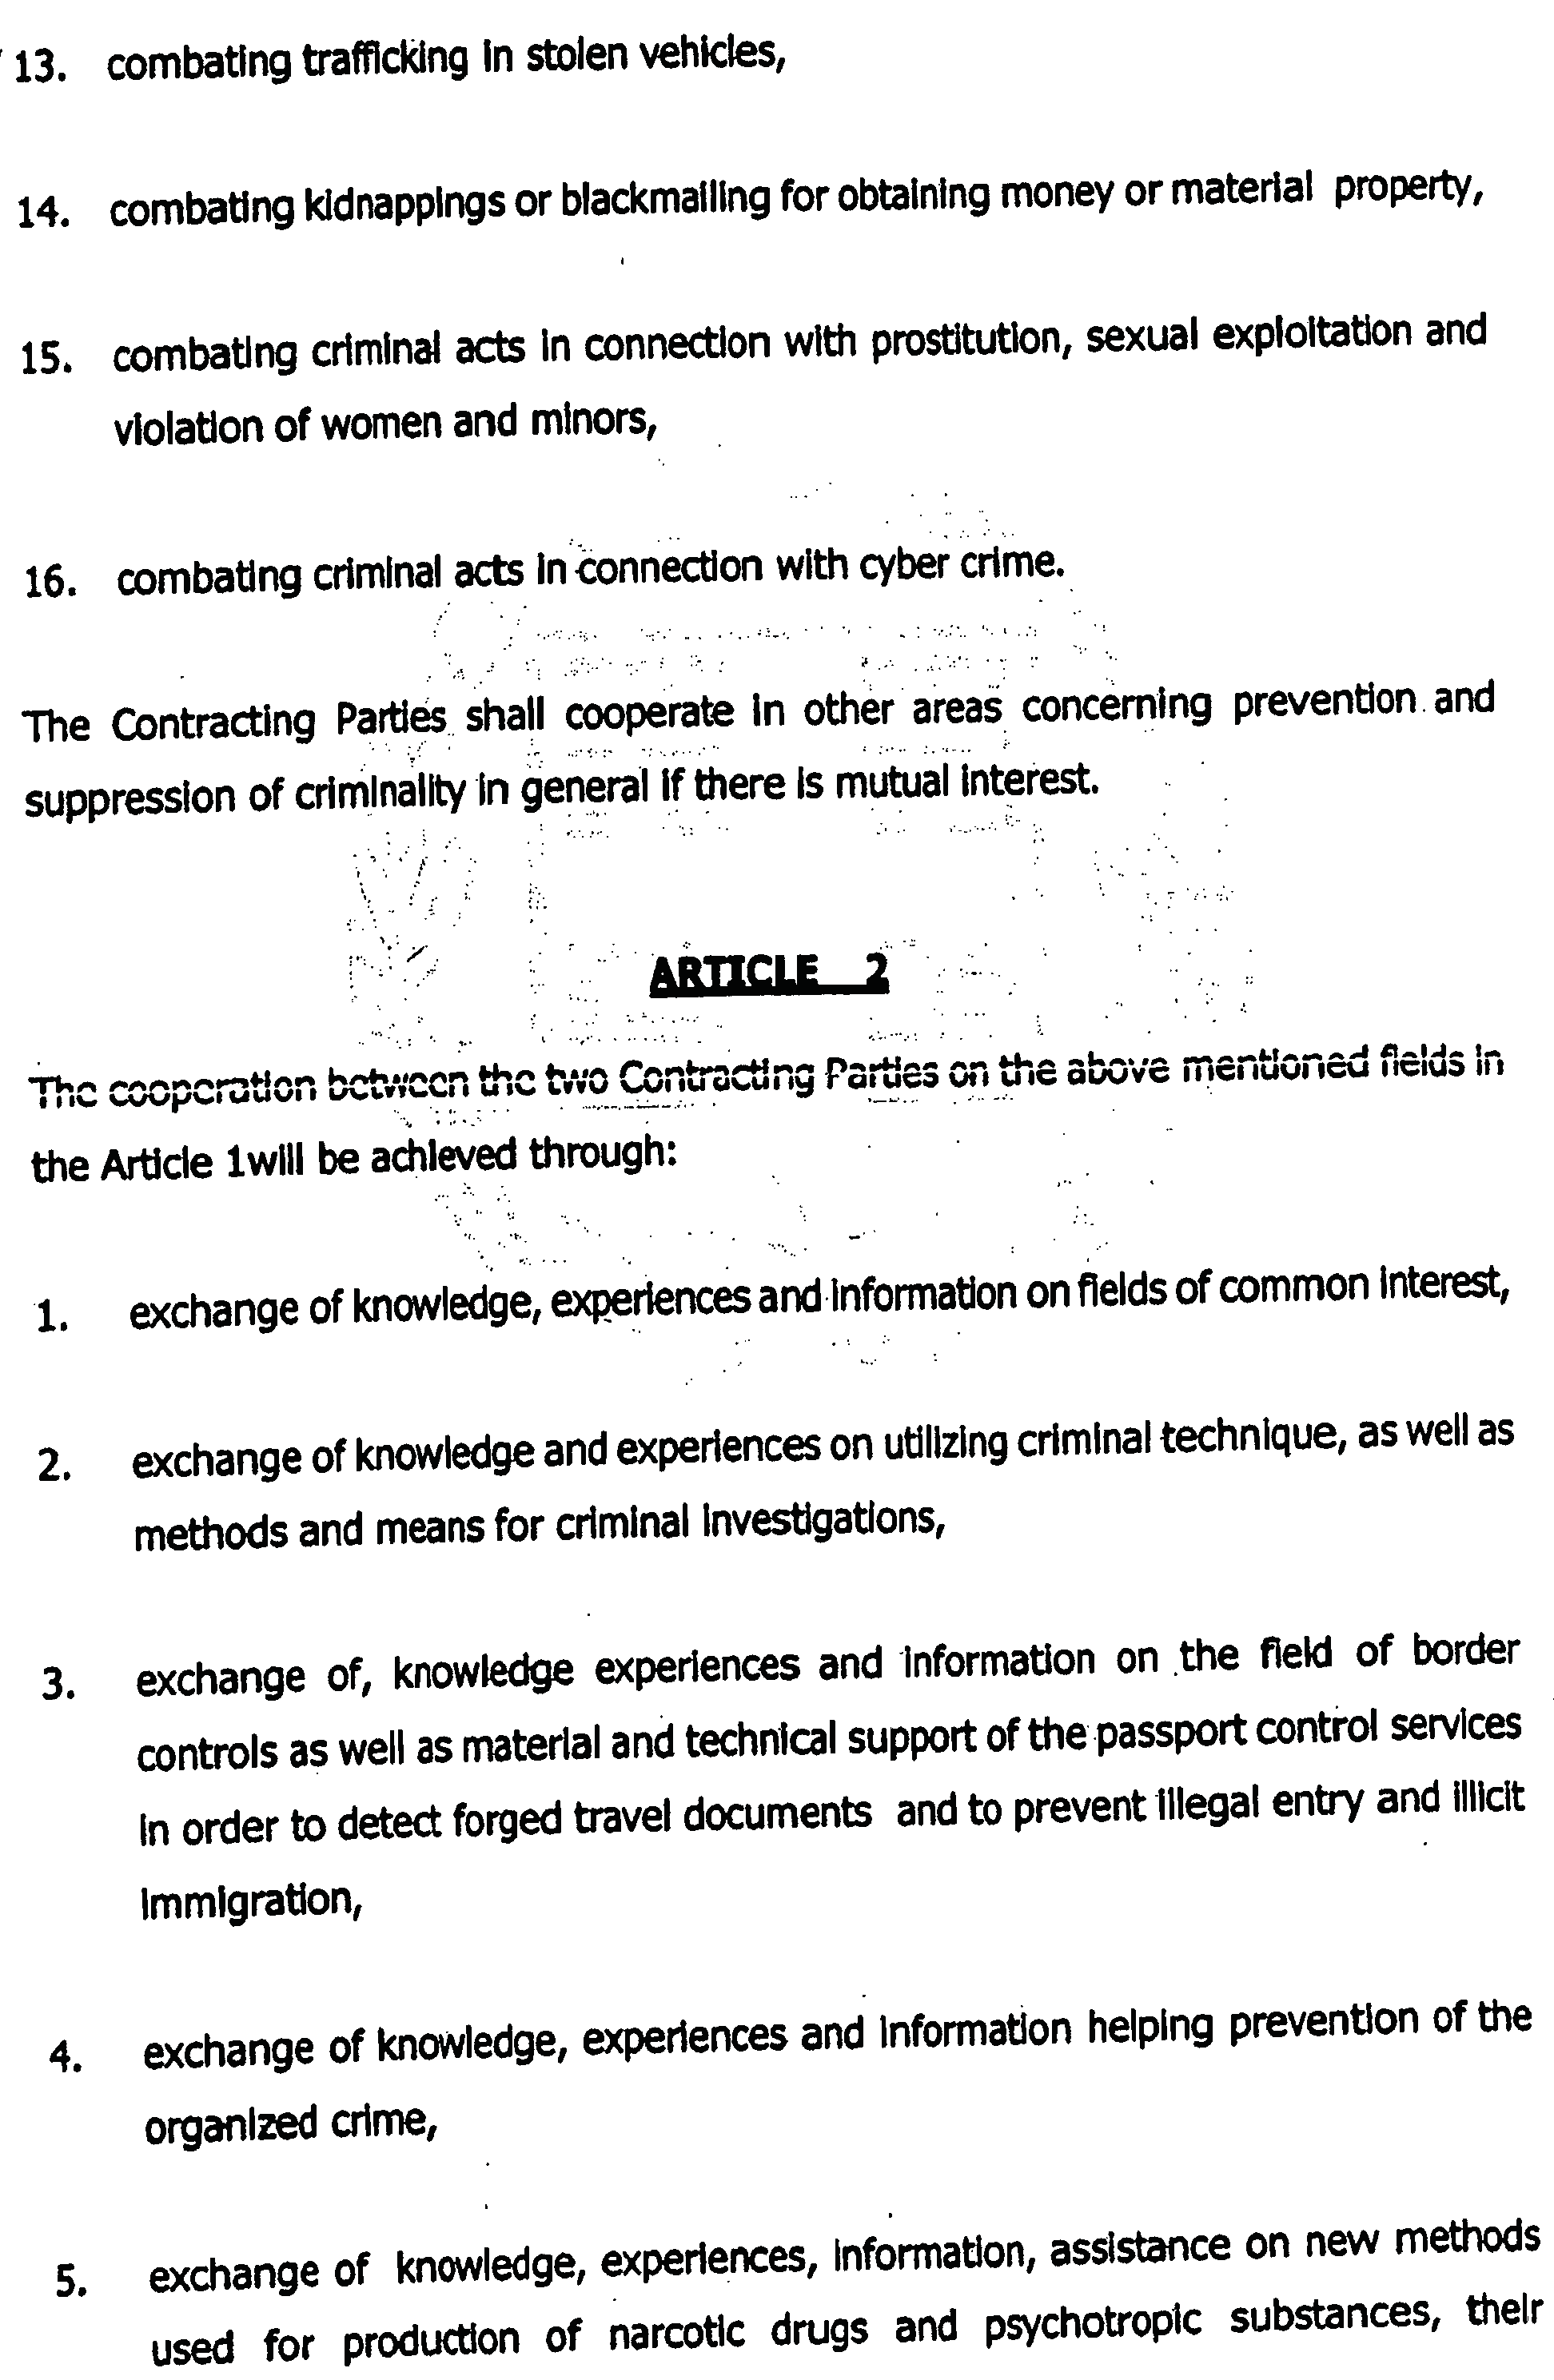 13. combating trafficking in stolen vehicles,
14. combating kidnappings or blackmailing for obtaining money or material property,
15. combating criminal acts in connection with prostitution, sexual exploitation and
violation of women and minors,
16. combating criminal acts in connection with cyber crime.
The Contracting Parties shall cooperate in other areas concerning prevention and
suppression of criminality in general if there is mutual interest.
ARTICLE 2
The cooperation between the two Contracting Parties on the above mentioned fields in
the Article 1will be achieved through:
1. exchange of knowledge, experiences and information on fields of common interest,
2. exchange of knowledge and experiences on utilizing criminal technique, as well as
methods and means for criminal investigations,
3. exchange of, knowledge experiences and information on the field of border
controls as well as material and technical support of the passport control services
in order to detect forged travel documents and to prevent illegal entry and illicit
immigration,
4. exchange of knowledge, experiences and information helping prevention of the
organized crime,
5. exchange of knowledge, experiences, information, assistance on new methods
used for production of narcotic drugs and psychotropic substances, their